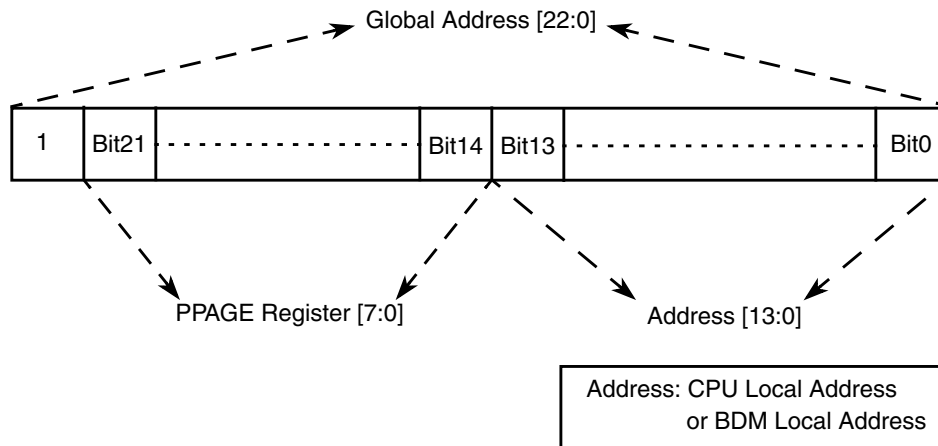 Global Address [22:0]
1 Bit21 Bit14 Bit13 Bit0
PPAGE Register [7:0]
Address [13:0]
Address: CPU Local Address
or BDM Local Address